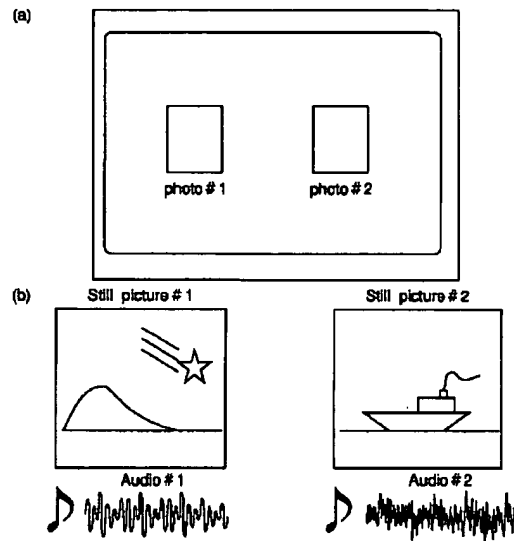 (a)
photo # 1 photo # 2
(b) Still picture # 1 Still picture # 2
Audio # 1 Audio # 2